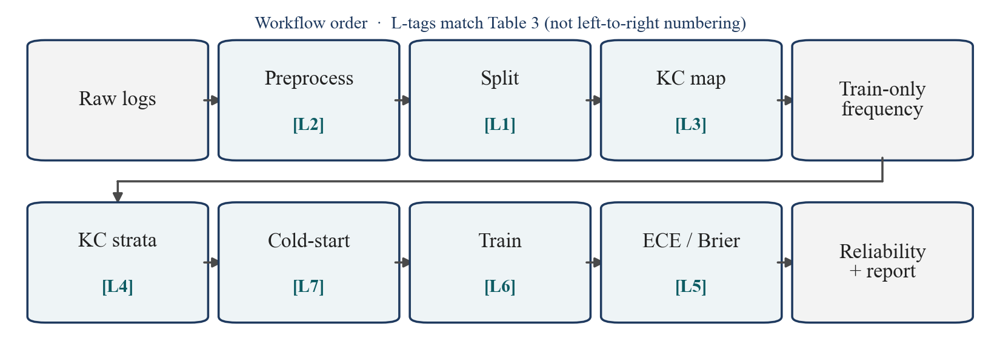 Workflow order · L-tags match Table 3 (not left-to-right numbering)
Raw logs
Preprocess
[L2]
Split
[L1]
KC map
[L3]
Train-only
frequency
KC strata
[L4]
Cold-start
[L7]
Train
[L6]
ECE / Brier
[L5]
Reliability
+ report